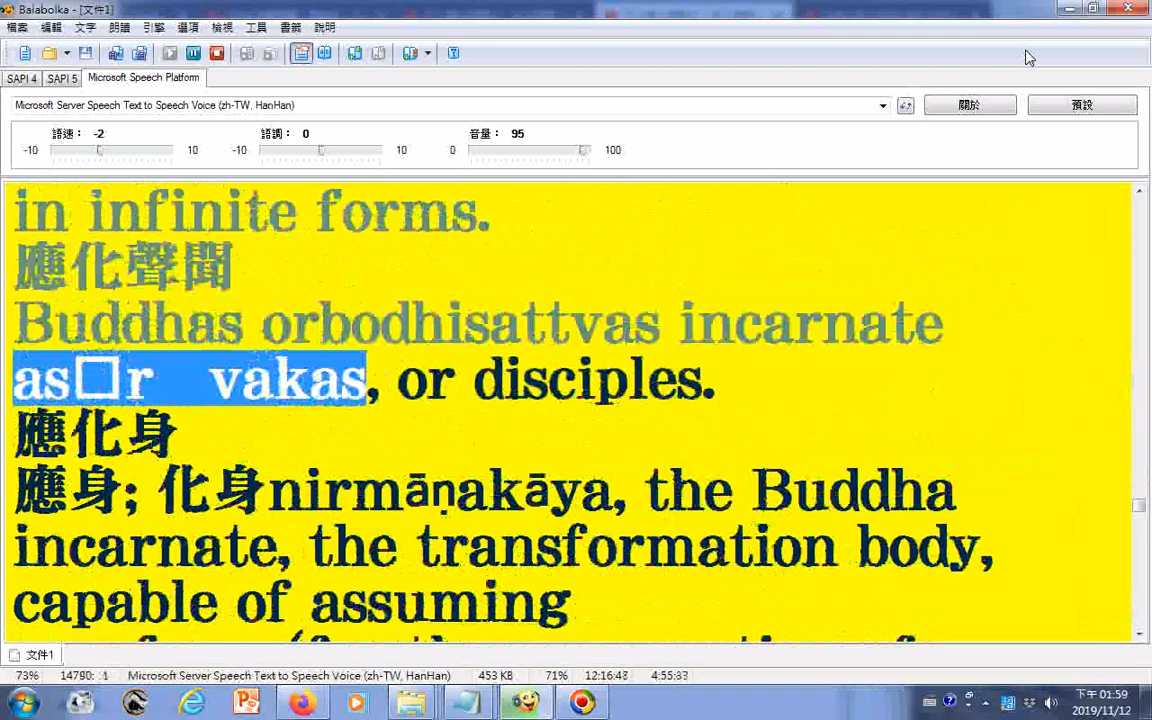 Balabolka - [文件1]
檔案 編輯 文字 朗讀 引擎 選項 檢視 工具 書籤 說明
SAPI 4 SAPI 5 Microsoft Speech Platform
Microsoft Server Speech Text to Speech Voice (zh-TW, HanHan) 關於 預設
語速： -2 語調： 0 音量： 95
-10 10 -10 10 0 100
in infinite forms.
應化聲聞
Buddhas orbodhisattvas incarnate
as□r vakas, or disciples.
應化身
應身; 化身nirmāṇakāya, the Buddha
incarnate, the transformation body,
capable of assuming
文件1
73% Microsoft Server Speech Text to Speech Voice (zh-TW, HanHan) 453 KB 71% 12:16:48 4:55:33
下午 01:59
2019/11/12